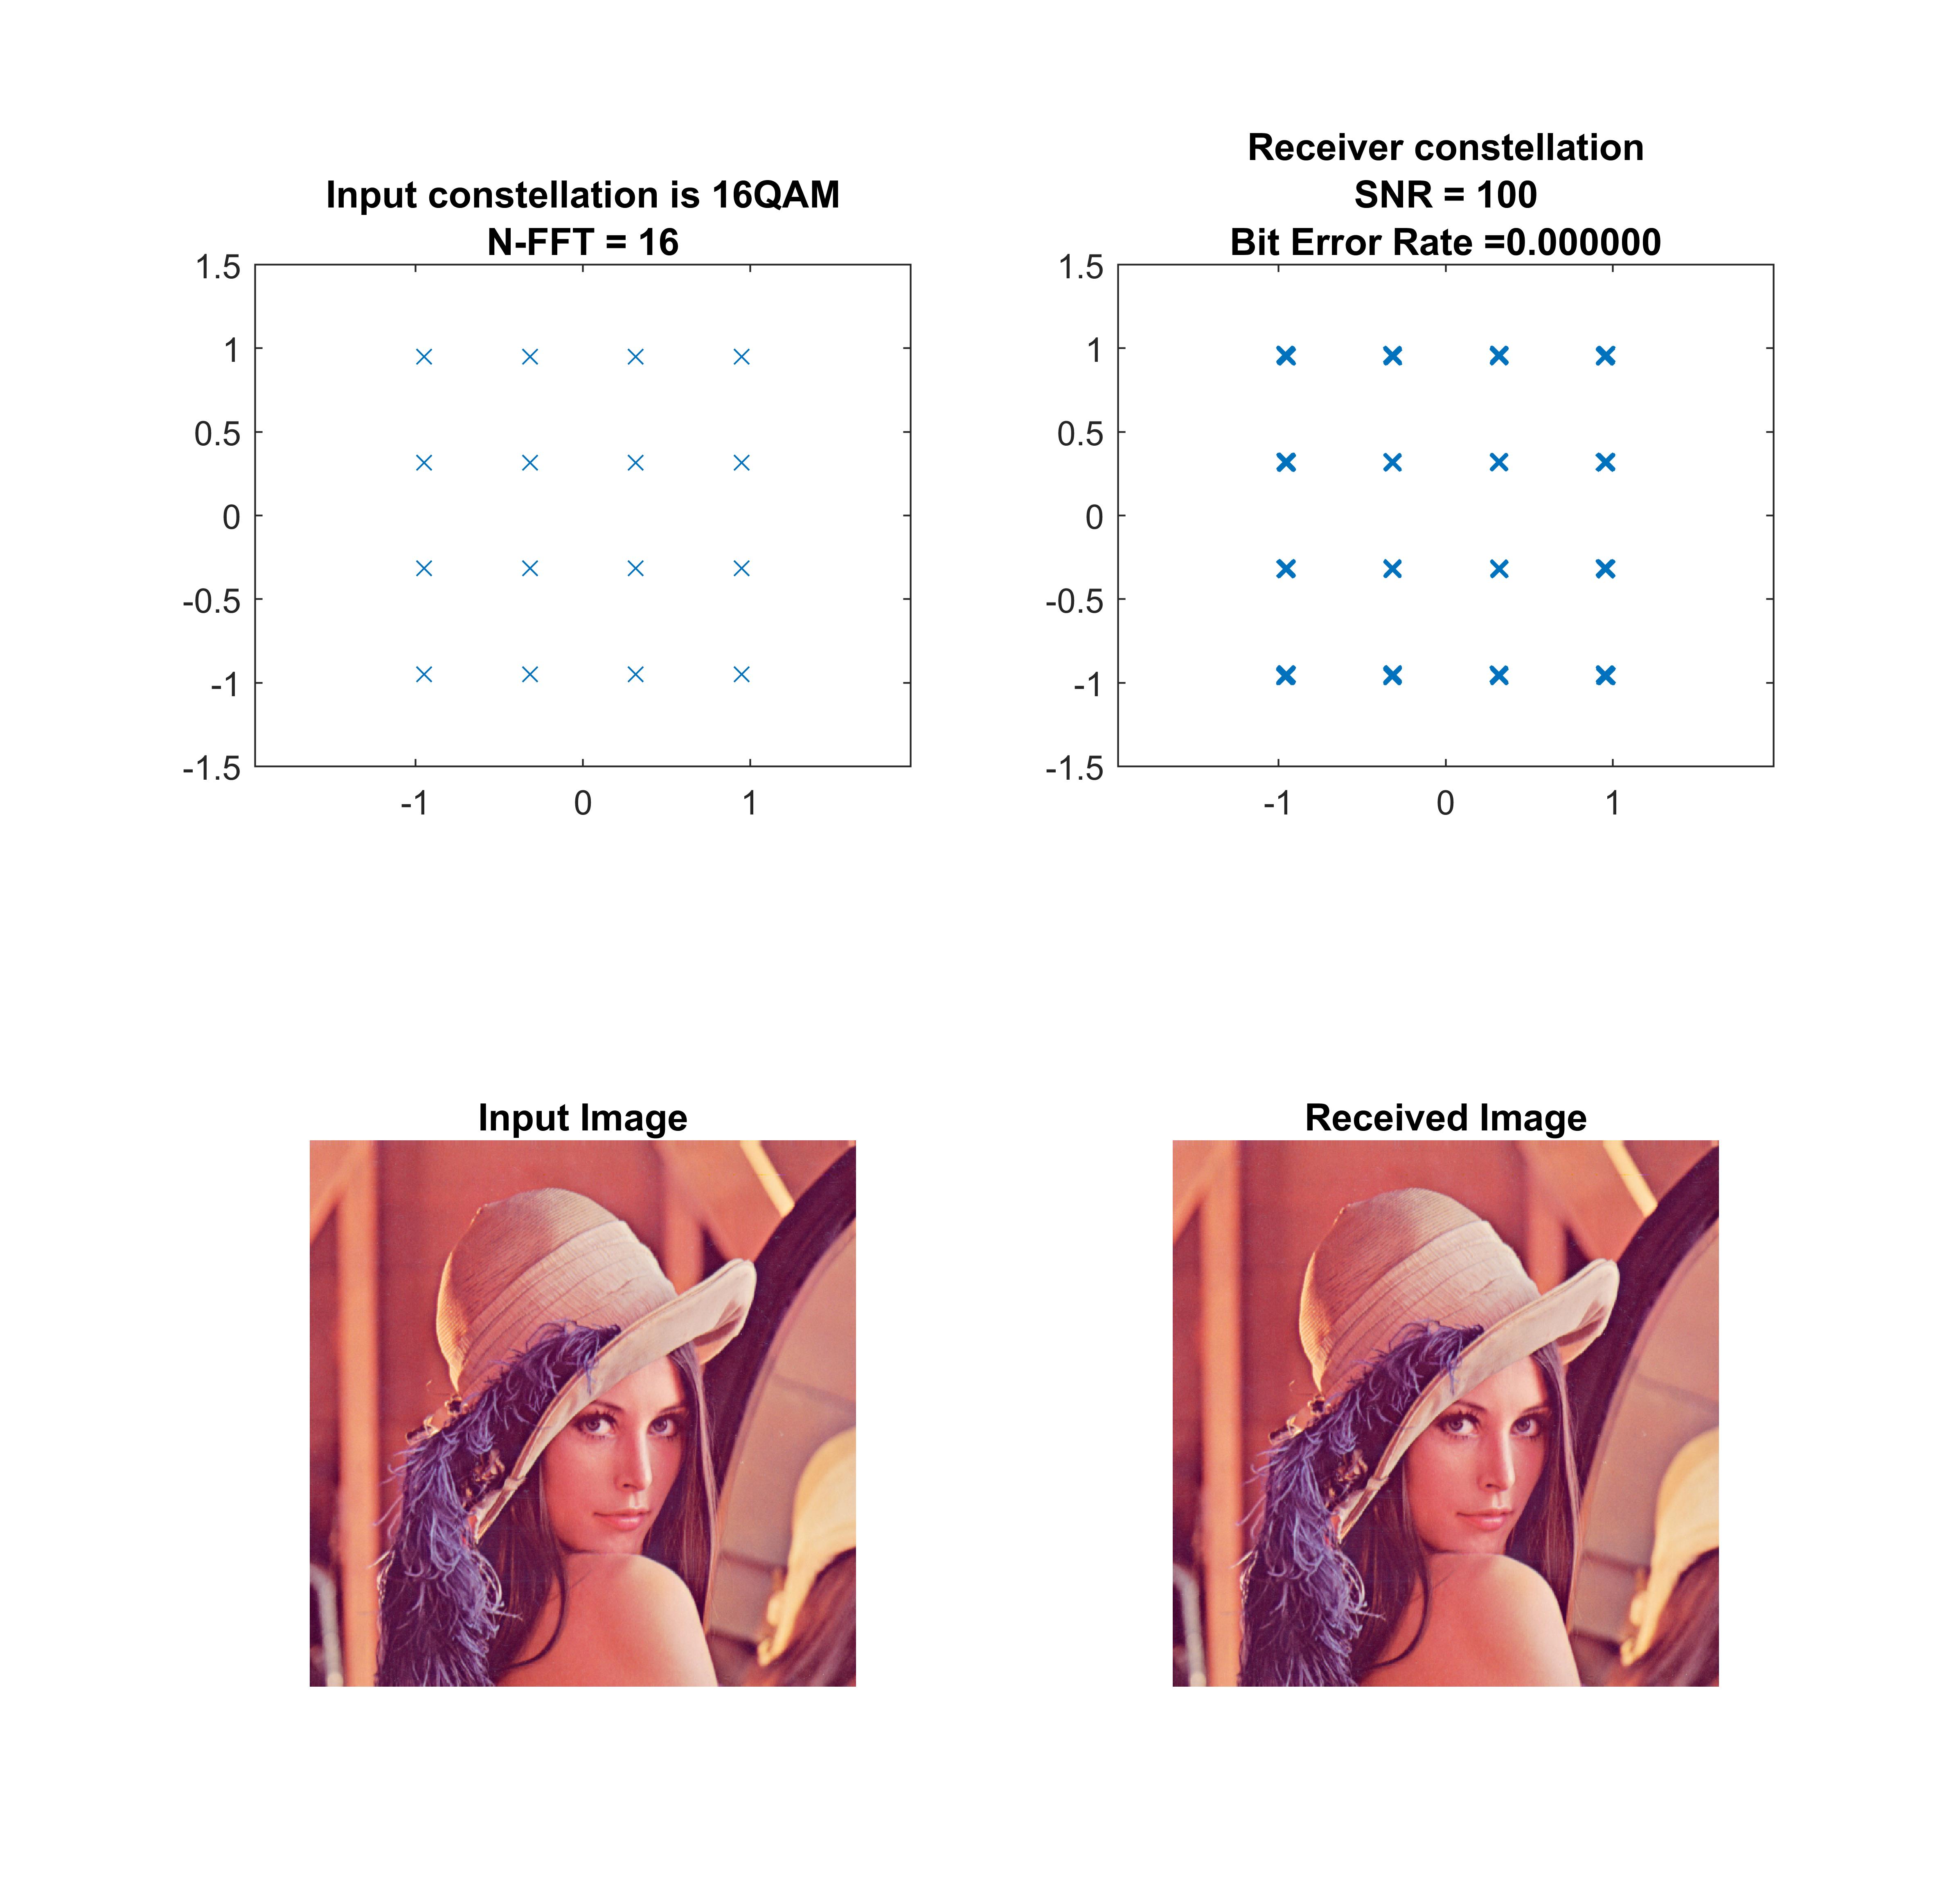 Input constellation is 16QAM
N-FFT = 16
1.5
1
0.5
0
-0.5
-1
-1.5
-1
0
1
Receiver constellation
SNR = 100
Bit Error Rate =0.000000
1.5
1
0.5
0
-0.5
-1
-1.5
-1
0
1
Input Image
Received Image